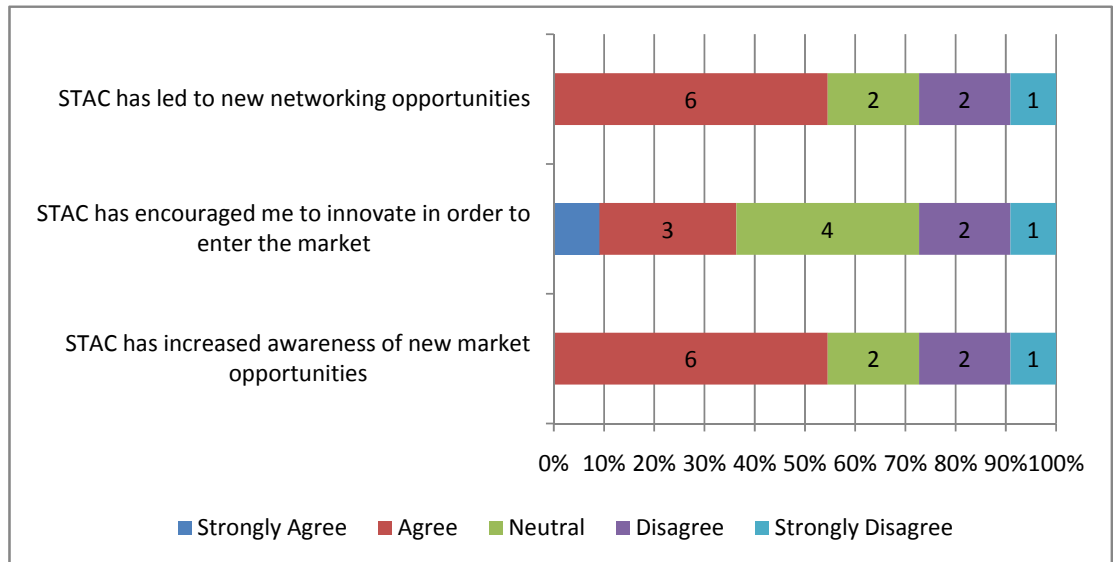 STAC has led to new networking opportunities
6 2 2 1
STAC has encouraged me to innovate in order to
enter the market
3 4 2 1
STAC has increased awareness of new market
opportunities
6 2 2 1
0% 10% 20% 30% 40% 50% 60% 70% 80% 90% 100%
Strongly Agree Agree Neutral Disagree Strongly Disagree